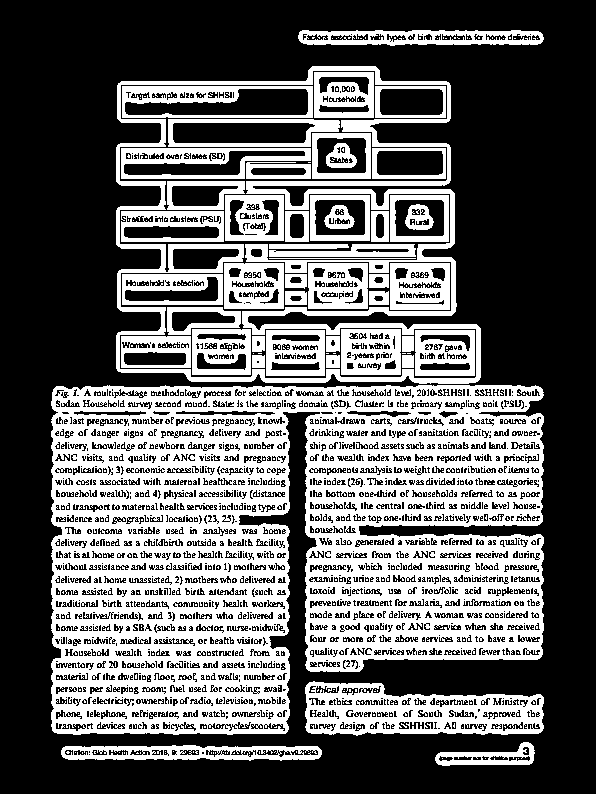 Factors associated with types of birth attendants for home deliveries
Target sample size for SHHSII
10,000
Households
Distributed over States (SD)
10
States
Stratified into clusters (PSU)
Clusters
(Total)
Urban
332
Rural
Household's selection
9950
Households
sampled
9670
Households
occupied
9369
Households
interviewed
Woman's selection
11568 eligible
women
9069 women
interviewed
3504 had a
birth within
2-years prior
survey
2767 gave
birth at home
Fig. 1. A multiple-stage methodology process for selection of woman at the household level, 2010-SHHSII. SSHHSII: South
Sudan Household survey second round. State: is the sampling domain (SD). Cluster: is the primary sampling unit (PSU).
the last pregnancy, number of previous pregnancy, knowl-
edge of danger signs of pregnancy, delivery and post-
delivery, knowledge of newborn danger signs, number of
ANC visits, and quality of ANC visits and pregnancy
complication); 3) economic accessibility (capacity to cope
with costs associated with maternal healthcare including
household wealth); and 4) physical accessibility (distance
and transport to maternal health services including type of
residence and geographical location) (23, 25).
The outcome variable used in analyses was home
delivery defined as a childbirth outside a health facility,
that is at home or on the way to the health facility, with or
without assistance and was classified into 1) mothers who
delivered at home unassisted, 2) mothers who delivered at
home assisted by an unskilled birth attendant (such as
traditional birth attendants, community health workers,
and relatives/friends), and 3) mothers who delivered at
home assisted by a SBA (such as a doctor, nurse-midwife,
village midwife, medical assistance, or health visitor).
Household wealth index was constructed from an
inventory of 20 household facilities and assets including
material of the dwelling floor, roof, and walls; number of
persons per sleeping room; fuel used for cooking; avail-
ability of electricity; ownership of radio, television, mobile
phone, telephone, refrigerator, and watch; ownership of
transport devices such as bicycles, motorcycles/scooters,
animal-drawn carts, cars/trucks, and boats; source of
drinking water and type of sanitation facility; and owner-
ship of livelihood assets such as animals and land. Details
of the wealth index have been reported with a principal
components analysis to weight the contribution of items to
the index (26). The index was divided into three categories;
the bottom one-third of households referred to as poor
households, the central one-third as middle level house-
holds, and the top one-third as relatively well-off or richer
households.
We also generated a variable referred to as quality of
ANC services from the ANC services received during
pregnancy, which included measuring blood pressure,
examining urine and blood samples, administering tetanus
toxoid injections, use of iron/folic acid supplements,
preventive treatment for malaria, and information on the
mode and place of delivery. A woman was considered to
have a good quality of ANC service when she received
four or more of the above services and to have a lower
quality of ANC services when she received fewer than four
services (27).
Ethical approval
The ethics committee of the department of Ministry of
Health, Government of South Sudan, approved the
survey design of the SSHHSII. All survey respondents
Citation: Glob Health Action 2016, 9: 29693 - http://dx.doi.org/10.3402/gha.v9.29693
3
(page number not for citation purpose)